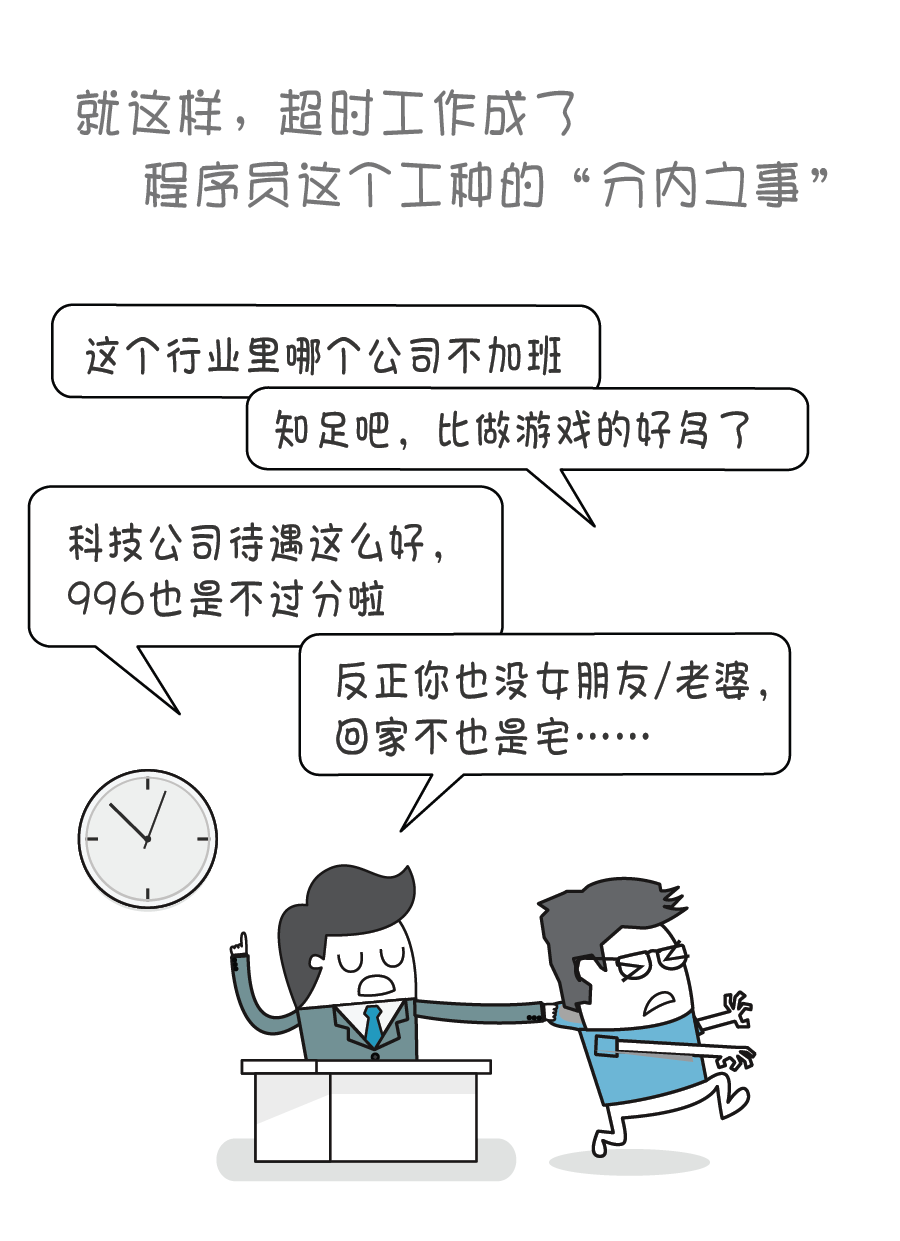 就这样，超时工作成了
程序员这个工种的“分内之事”
这个行业里哪个公司不加班
知足吧，比做游戏的好多了
科技公司待遇这么好，
996也是不过分啦
反正你也没女朋友/老婆，
回家不也是宅……